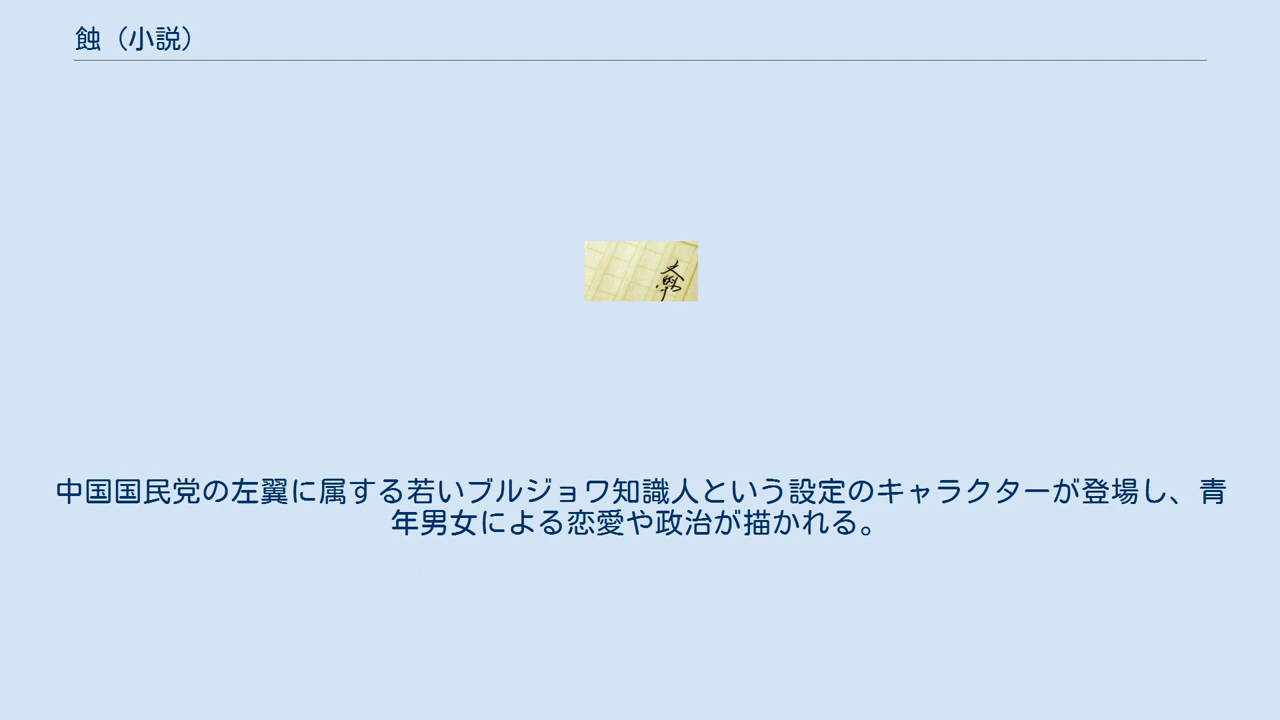 蝕（小説）
中国国民党の左翼に属する若いブルジョワ知識人という設定のキャラクターが登場し、青
年男女による恋愛や政治が描かれる。